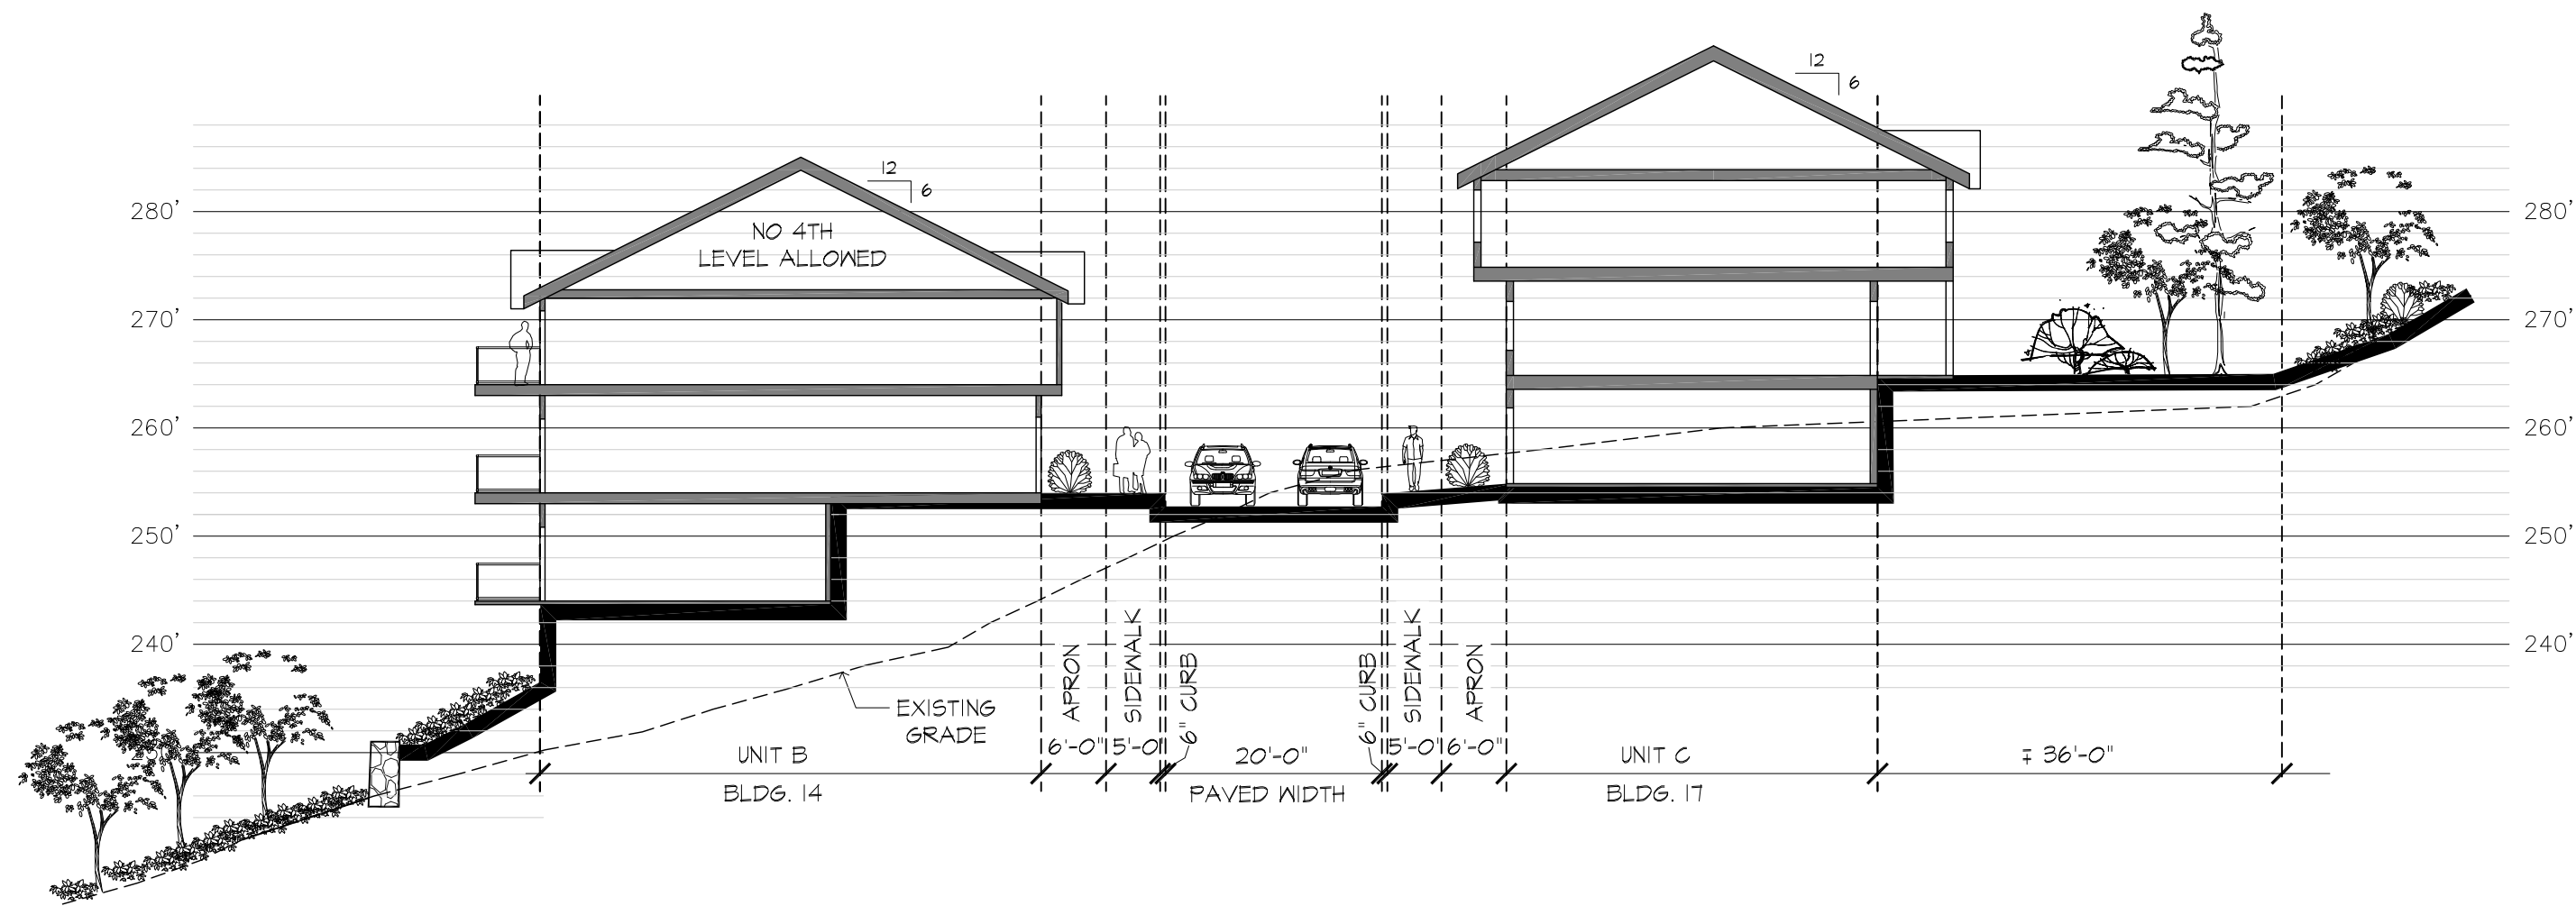 12
6
12
6
280'
NO 4TH
LEVEL ALLOWED
280'
270'
270'
260'
260'
250'
250'
240'
240'
EXISTING
GRADE
APRON
SIDEWALK
6" CURB
6" CURB
SIDEWALK
APRON
UNIT B
6'-0"
5'-0
20'-0"
5'-0"
6'-0"
UNIT C
∓ 36'-0"
BLDG. 14
PAVED WIDTH
BLDG. 17